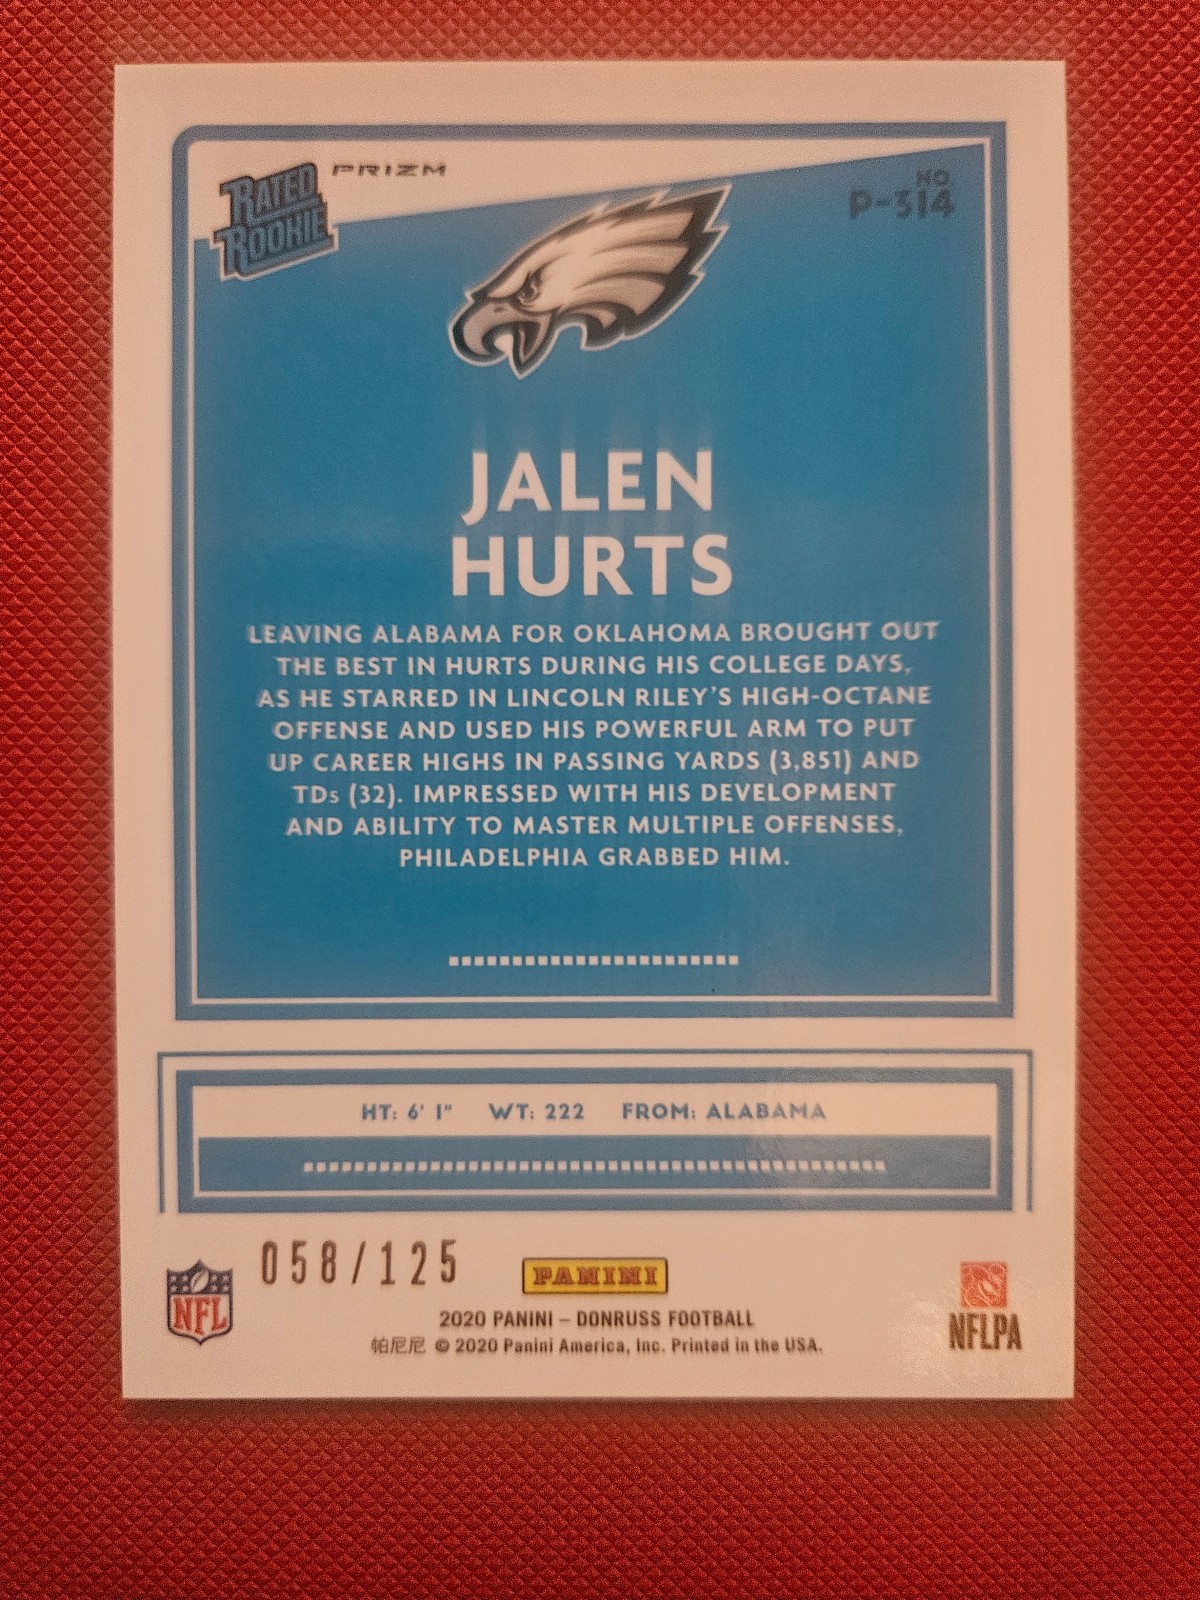 RATED
ROOKIE
PRIZM
NO
P-314
JALEN
HURTS
LEAVING ALABAMA FOR OKLAHOMA BROUGHT OUT
THE BEST IN HURTS DURING HIS COLLEGE DAYS,
AS HE STARRED IN LINCOLN RILEY'S HIGH-OCTANE
OFFENSE AND USED HIS POWERFUL ARM TO PUT
UP CAREER HIGHS IN PASSING YARDS (3,851) AND
TDs (32). IMPRESSED WITH HIS DEVELOPMENT
AND ABILITY TO MASTER MULTIPLE OFFENSES,
PHILADELPHIA GRABBED HIM.
HT: 6' 1" WT: 222 FROM: ALABAMA
058/125
NFL
PANINI
2020 PANINI – DONRUSS FOOTBALL
帕尼尼 © 2020 Panini America, Inc. Printed in the USA.
NFLPA